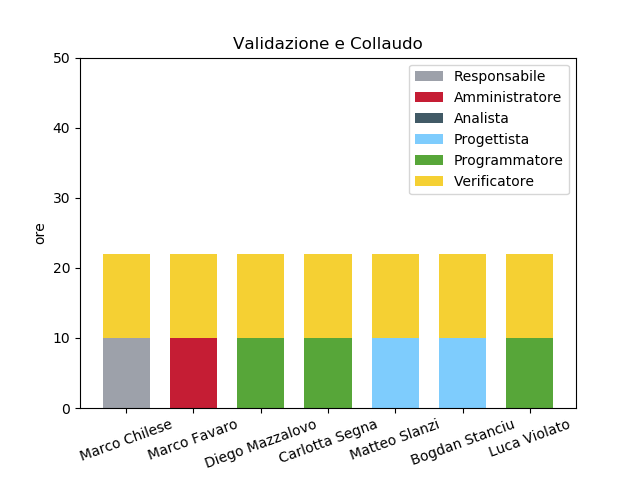 Validazione e Collaudo
50
40
30
20
10
0
ore
Responsabile
Amministratore
Analista
Progettista
Programmatore
Verificatore
Marco Chilese
Marco Favaro
Diego Mazzalovo
Carlotta Segna
Matteo Slanzi
Bogdan Stanciu
Luca Violato